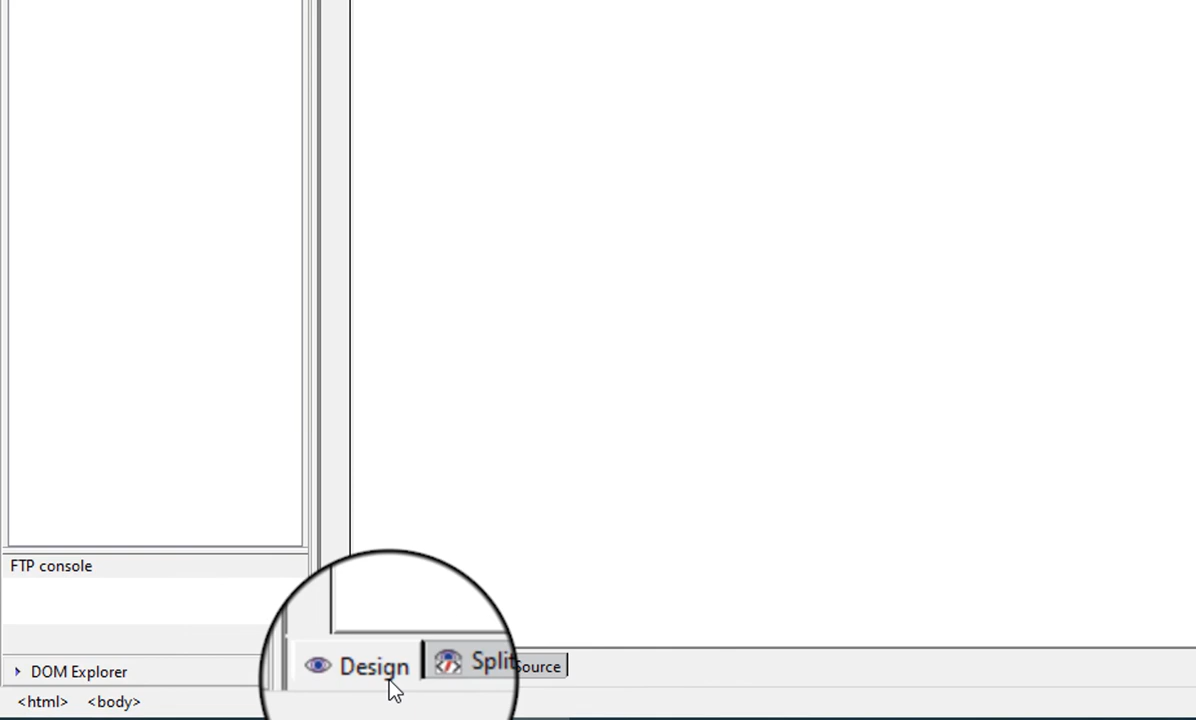 FTP console
Design Split Source
DOM Explorer
<html> <body>